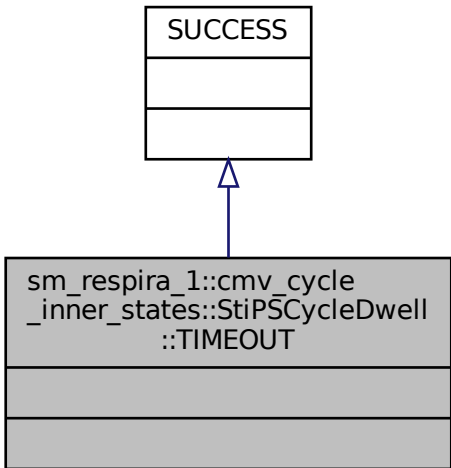 SUCCESS
sm_respira_1::cmv_cycle
_inner_states::StiPSCycleDwell
::TIMEOUT